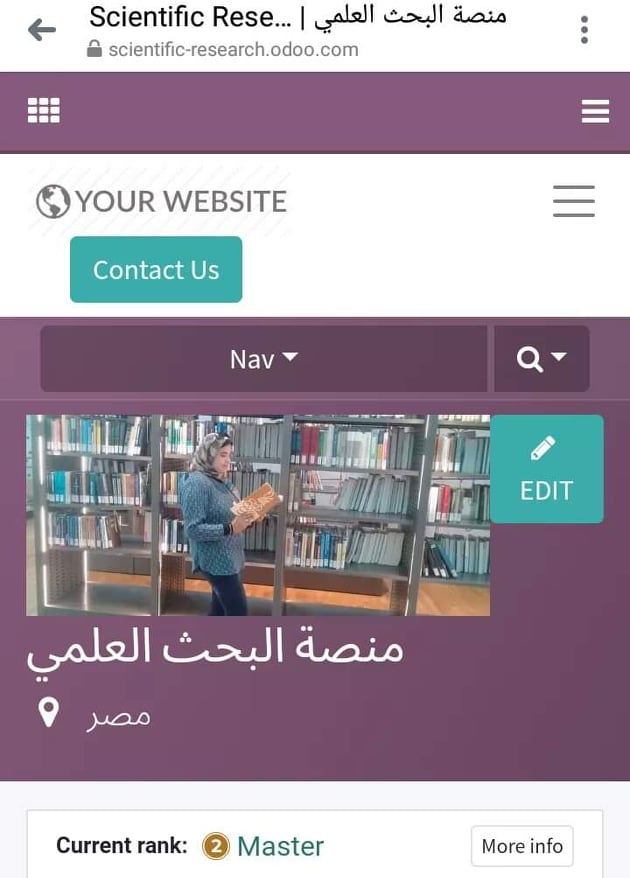 Scientific Rese... | منصة البحث العلمي
scientific-research.odoo.com
YOUR WEBSITE
Contact Us
Nav
EDIT
منصة البحث العلمي
مصر
Current rank: 2 Master
More info